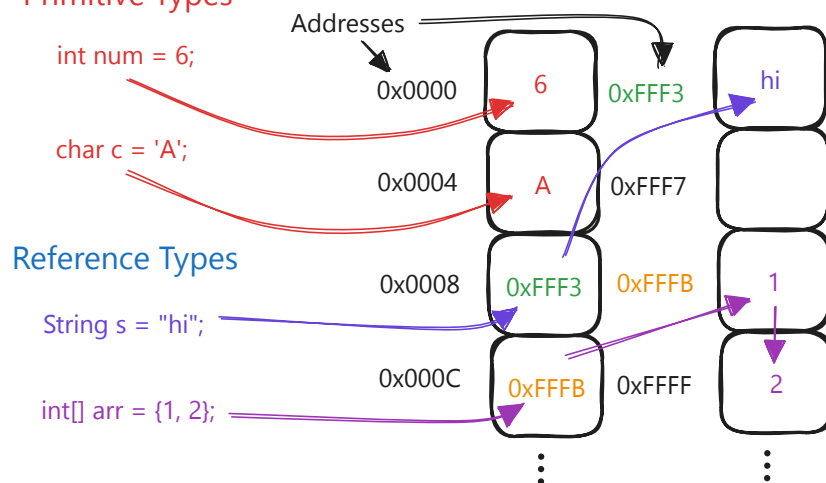 Primitive Types
Addresses
int num = 6;
0x0000
6
0xFFF3
hi
char c = 'A';
0x0004
A
0xFFF7
Reference Types
0x0008
0xFFF3
0xFFFB
1
String s = "hi";
0x000C
0xFFFB
0xFFFF
2
int[] arr = {1, 2};